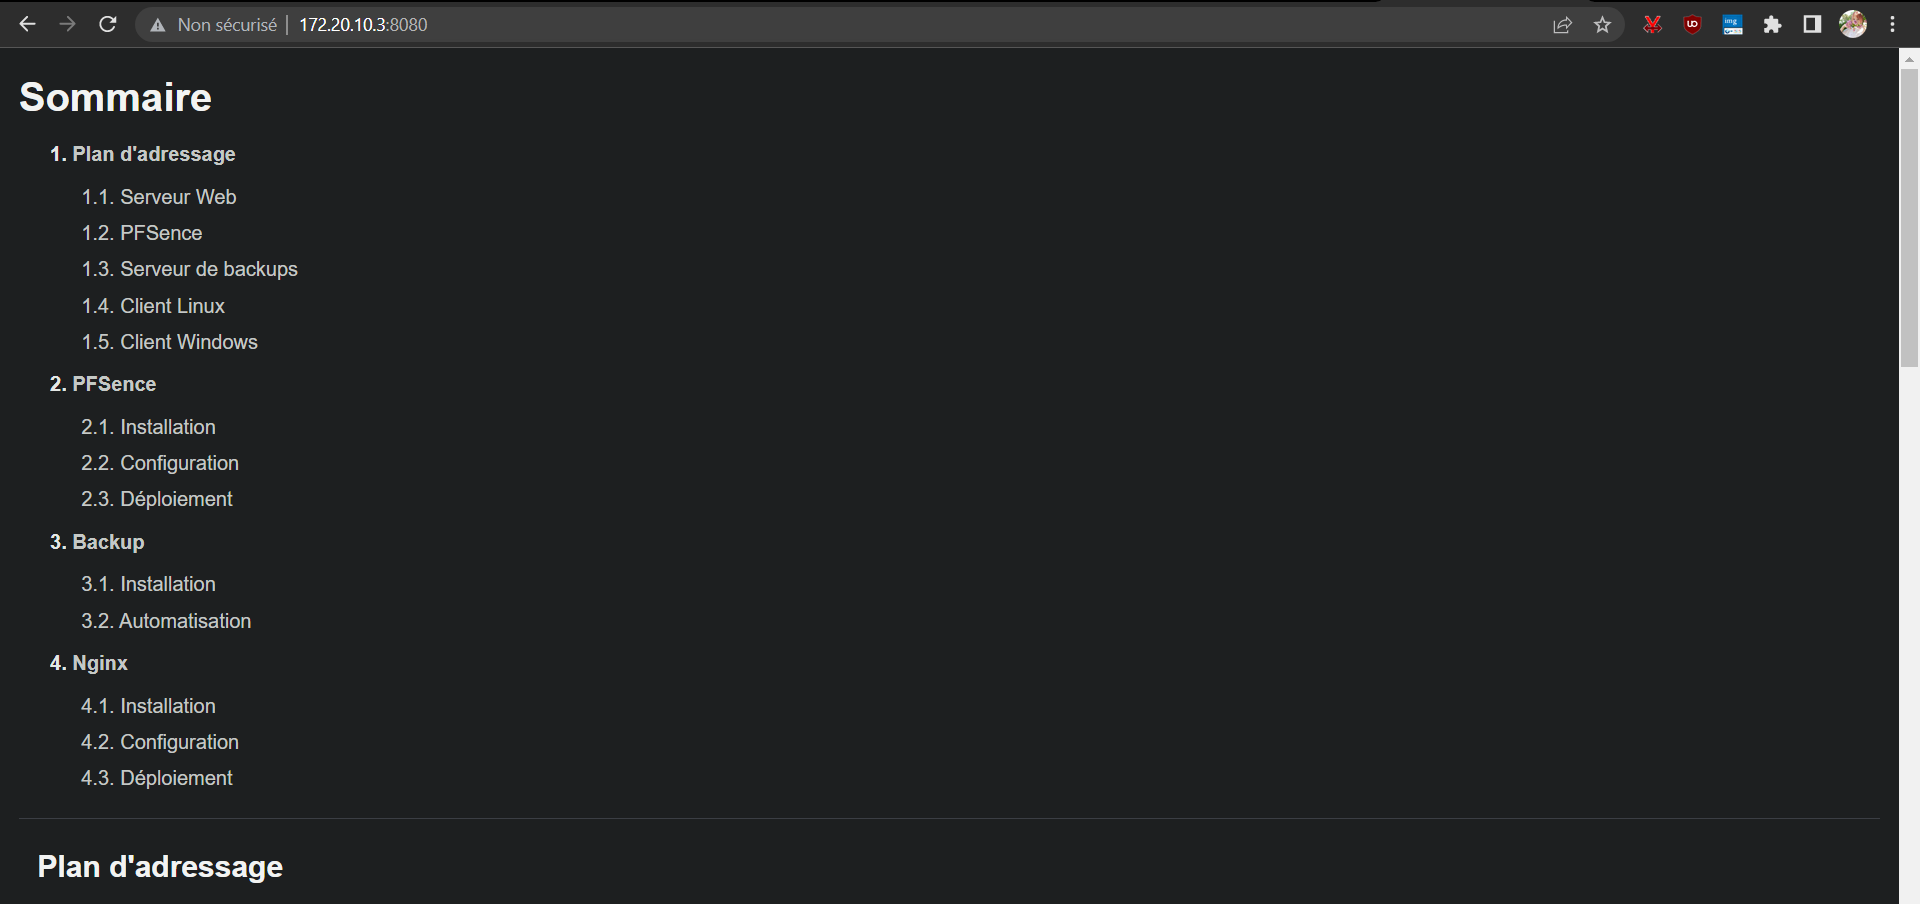 Non sécurisé | 172.20.10.3:8080
Sommaire
1. Plan d'adressage
1.1. Serveur Web
1.2. PFSence
1.3. Serveur de backups
1.4. Client Linux
1.5. Client Windows
2. PFSence
2.1. Installation
2.2. Configuration
2.3. Déploiement
3. Backup
3.1. Installation
3.2. Automatisation
4. Nginx
4.1. Installation
4.2. Configuration
4.3. Déploiement
Plan d'adressage